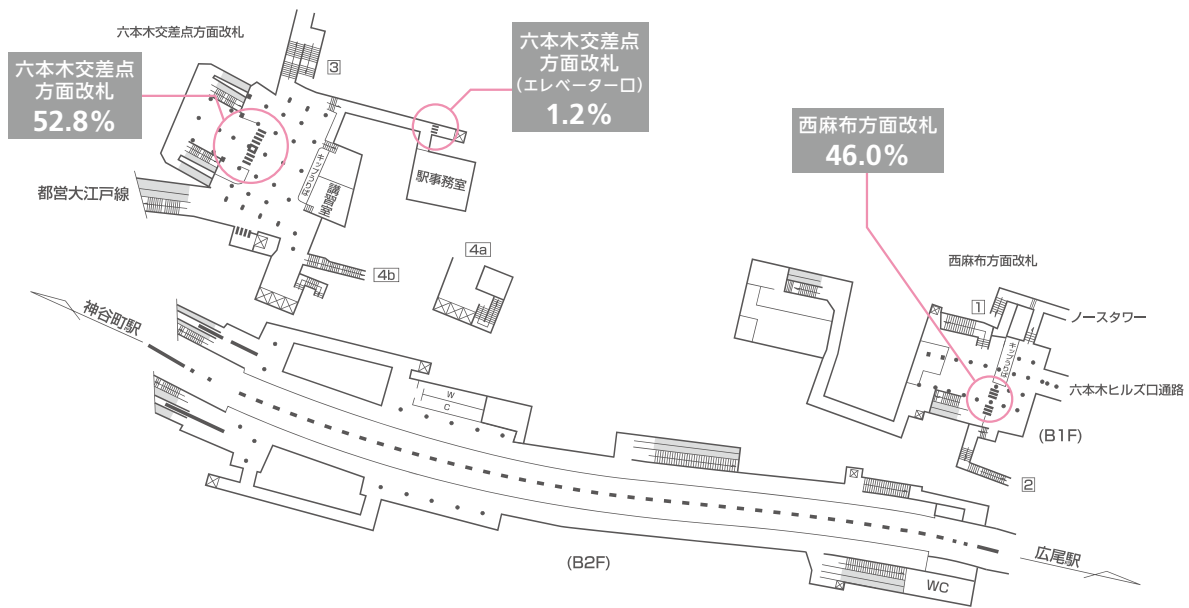 六本木交差点方面改札
六本木交差点
方面改札
52.8%
六本木交差点
方面改札
(エレベーター口)
1.2%
西麻布方面改札
46.0%
3
都営大江戸線
キップうりば
講習室
駅事務室
4a
4b
西麻布方面改札
1
ノースタワー
キップうりば
六本木ヒルズ口通路
(B1F)
2
神谷町駅
W
C
(B2F)
広尾駅
WC